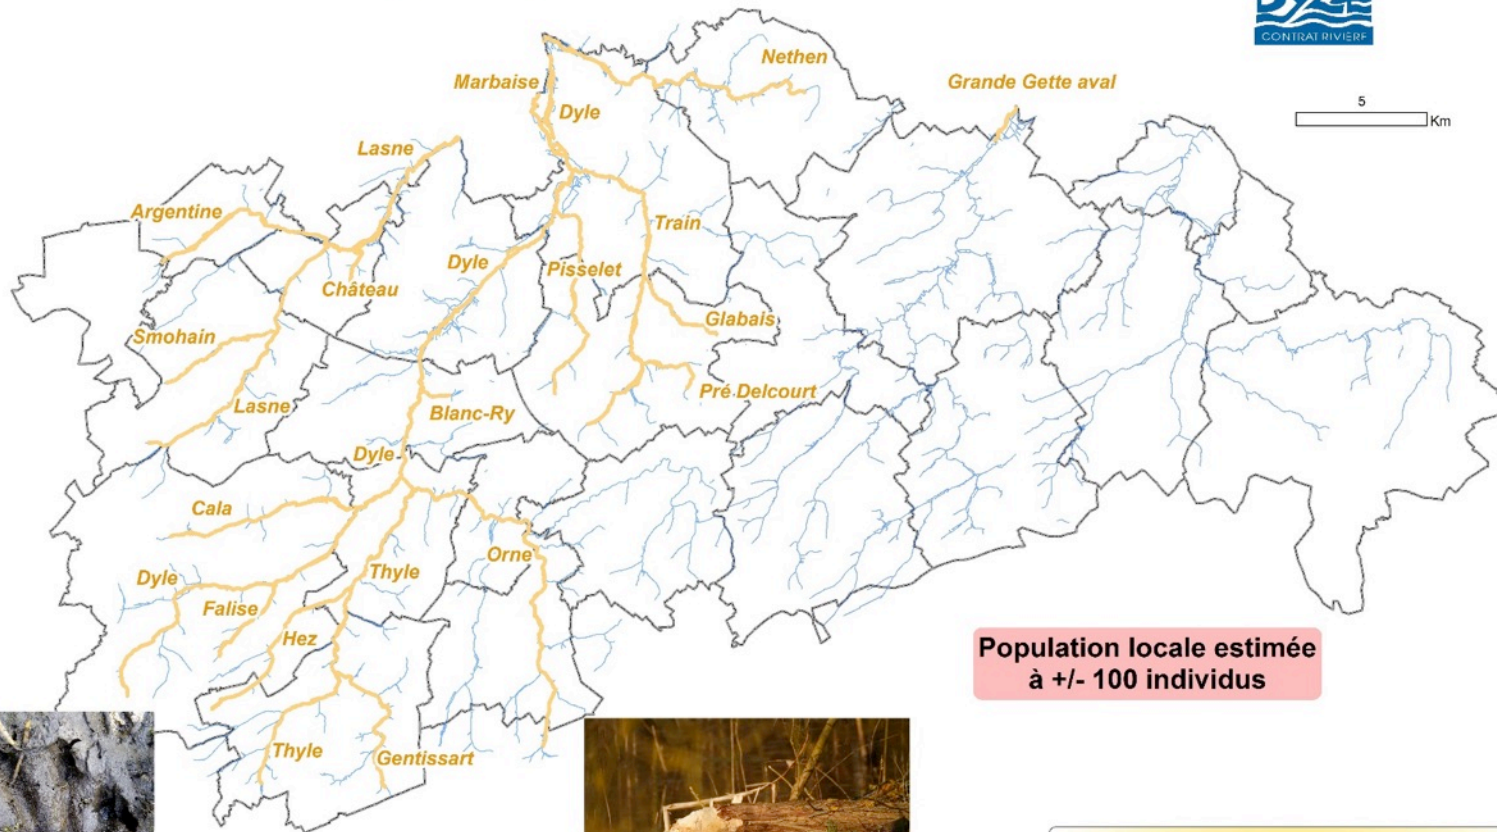 CONTRAT RIVIERE
Nethen
Marbaise
Grande Gette aval
Dyle
5
Km
Lasne
Argentine
Train
Dyle
Pisselet
Château
Glabais
Smohain
Pré Delcourt
Lasne
Blanc-Ry
Dyle
Cala
Orne
Thyle
Dyle
Falise
Hez
Population locale estimée
à +/- 100 individus
Thyle
Gentissart